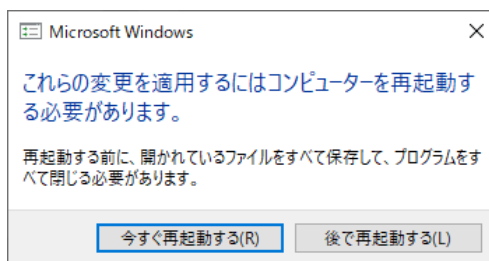 Microsoft Windows
これらの変更を適用するにはコンピューターを再起動す
る必要があります。
再起動する前に、開かれているファイルをすべて保存して、プログラムをす
べて閉じる必要があります。
今すぐ再起動する(R)
後で再起動する(L)